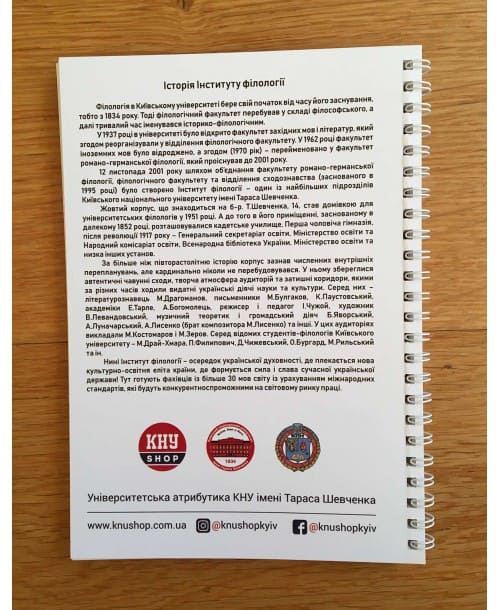 Історія Інституту філології
Філологія в Київському університеті бере свій початок від часу його заснування,
тобто з 1834 року. Тоді філологічний факультет перебував у складі філософського, а
далі тривалий час іменувався історико-філологічним.
У 1937 році в університеті було відкрито факультет західних мов і літератур, який
згодом реорганізували у відділення філологічного факультету. У 1962 році факультет
іноземних мов було відроджено, а згодом (1970 рік) – перейменовано у факультет
романо-германської філології, який проіснував до 2001 року.
12 листопада 2001 року шляхом об'єднання факультету романо-германської
філології, філологічного факультету та відділення сходознавства (заснованого в
1995 році) було створено Інститут філології – один із найбільших підрозділів
Київського національного університету імені Тараса Шевченка.
Жовтий корпус, що знаходиться на б-р. Т.Шевченка, 14, став домівкою для
університетських філологів у 1951 році. А до того в його приміщенні, заснованому в
далекому 1852 році, розташовувалися кадетське училище. Перша чоловіча гімназія,
після революції 1917 року – Генеральний секретаріат освіти, Міністерство освіти та
Народний комісаріат освіти, Всенародна бібліотека України, Міністерство освіти та
низка інших установ.
За більше ніж півторастолітню історію корпус зазнав численних внутрішніх
перепланувань, але кардинально ніколи не перебудовувався. У ньому збереглися
автентичні чавунні сходи, творча атмосфера аудиторій та затишні коридори, якими
за різних часів ходили видатні українські діячі науки та культури. Серед них –
літературознавець М.Драгоманов, письменники М.Булгаков, К.Паустовський,
академіки Е.Тарле, А.Богомолець, режисер і педагог І.Чужой, художник
В.Левандовський, музичний теоретик і громадський діяч Б.Яворський,
А.Луначарський, А.Лисенко (брат композитора М.Лисенка) та інші. У цих аудиторіях
викладали М.Костомаров і М.Зеров. Серед відомих студентів-філологів Київського
університету – М.Драй-Хмара, П.Филипович, Д.Чижевський, О.Бургард, М.Рильський
та ін.
Нині Інститут філології – осередок української духовності, де плекається нова
культурно-освітня еліта країни, де формується сила і слава сучасної української
держави! Тут готують фахівців із більше 30 мов світу із урахуванням міжнародних
стандартів, які будуть конкурентноспроможними на світовому ринку праці.
КНУ
SHOP
1834
Університетська атрибутика КНУ імені Тараса Шевченка
www.knushop.com.ua @knushopkyiv @knushopkyiv